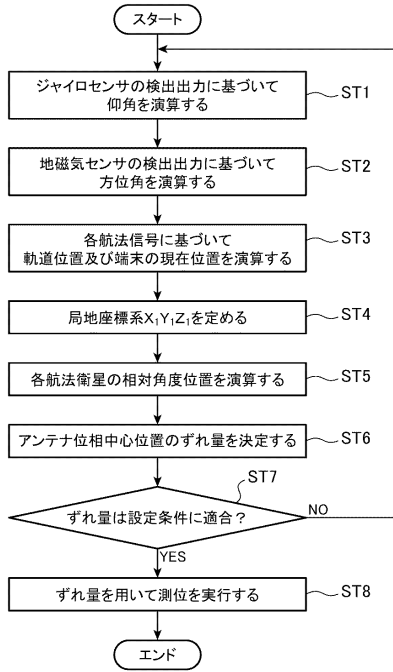 スタート
ジャイロセンサの検出出力に基づいて
仰角を演算する
ST1
地磁気センサの検出出力に基づいて
方位角を演算する
ST2
各航法信号に基づいて
軌道位置及び端末の現在位置を演算する
ST3
局地座標系X₁Y₁Z₁を定める
ST4
各航法衛星の相対角度位置を演算する
ST5
アンテナ位相中心位置のずれ量を決定する
ST6
ST7
ずれ量は設定条件に適合?
NO
YES
ずれ量を用いて測位を実行する
ST8
エンド